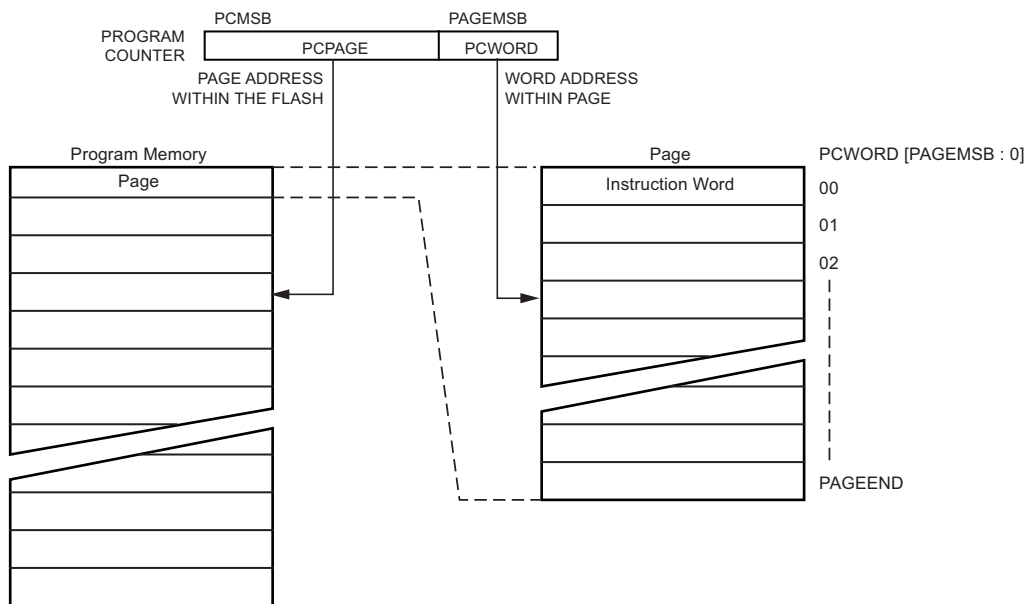 PCMSB PAGEMSB
PROGRAM
COUNTER
PCPAGE PCWORD
PAGE ADDRESS
WITHIN THE FLASH
WORD ADDRESS
WITHIN PAGE
Program Memory
Page
Page
Instruction Word
PCWORD [PAGEMSB : 0]
00
01
02
PAGEEND